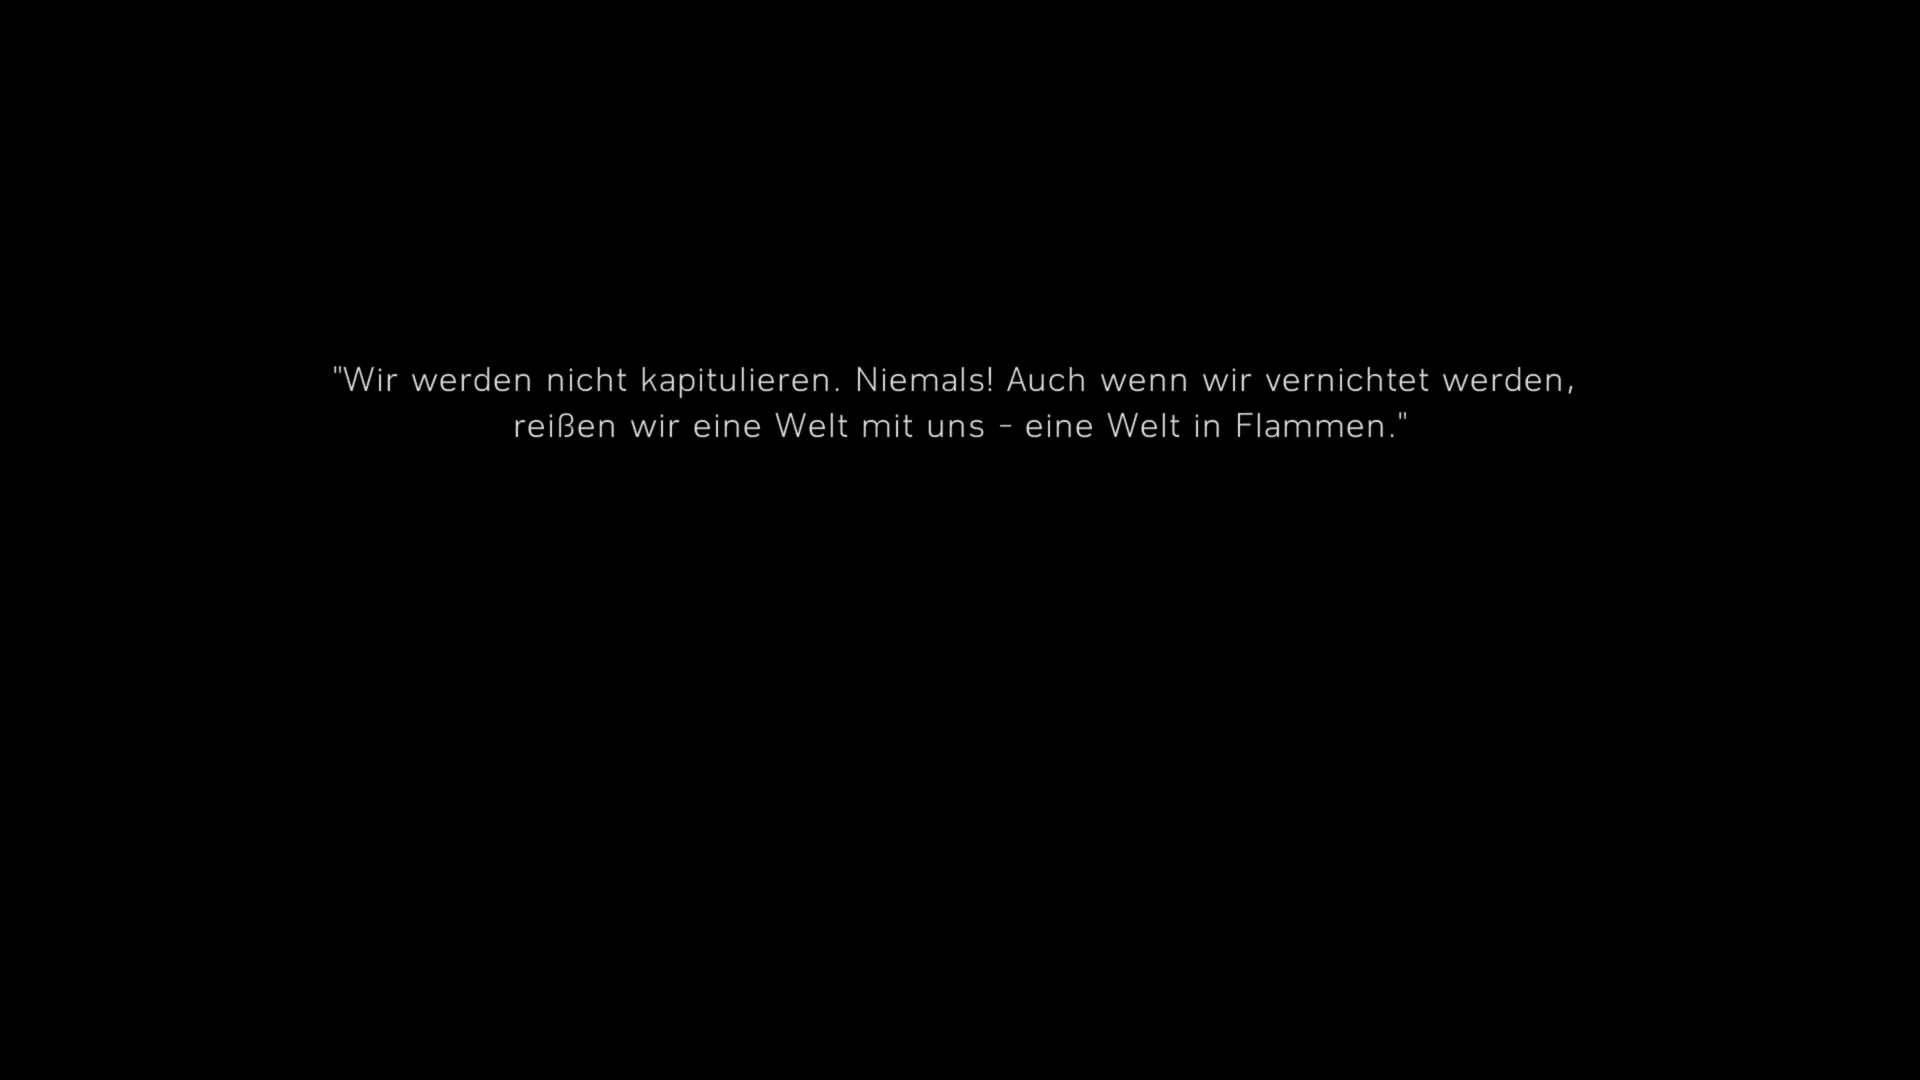 "Wir werden nicht kapitulieren. Niemals! Auch wenn wir vernichtet werden,
reißen wir eine Welt mit uns - eine Welt in Flammen."